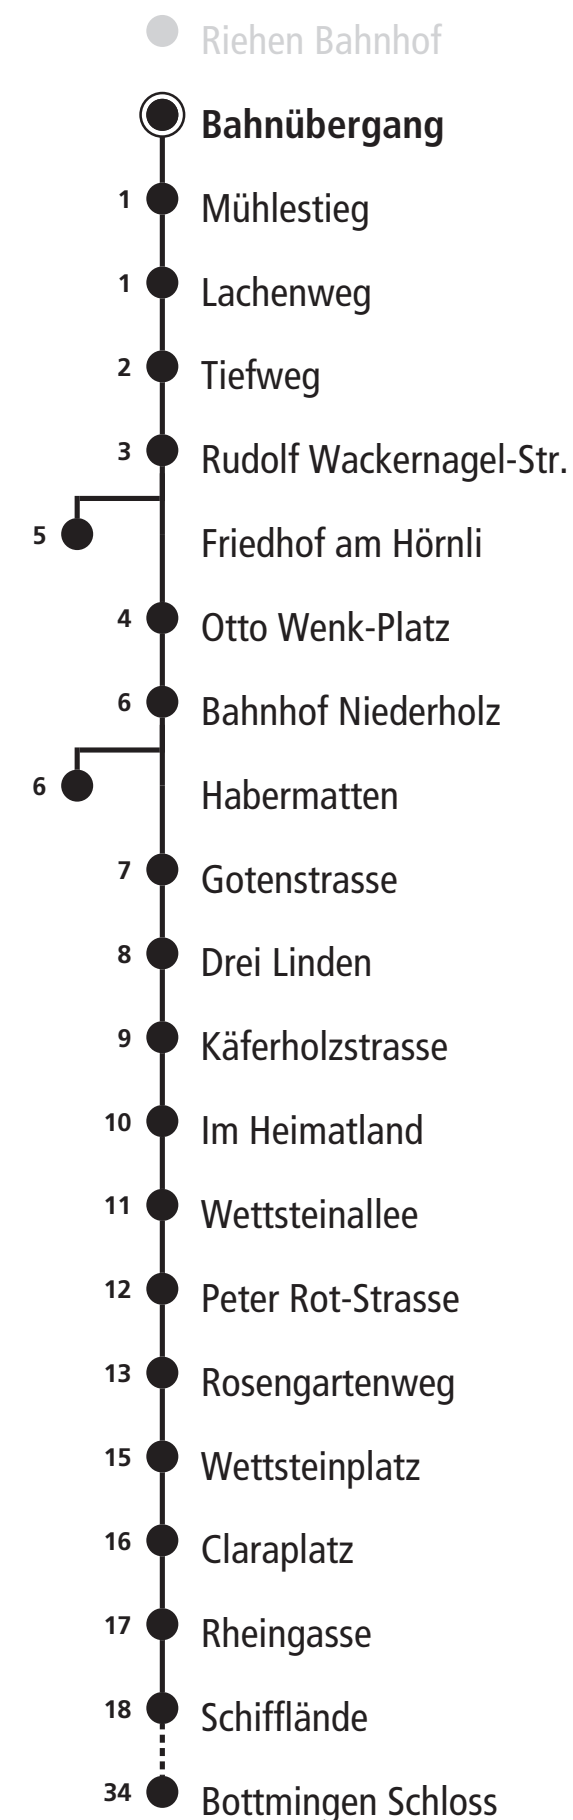 Riehen Bahnhof
Bahnübergang
1 Mühlestieg
1 Lachenweg
2 Tiefweg
3 Rudolf Wackernagel-Str.
5 Friedhof am Hörnli
4 Otto Wenk-Platz
6 Bahnhof Niederholz
6 Habermatten
7 Gotenstrasse
8 Drei Linden
9 Käferholzstrasse
10 Im Heimatland
11 Wettsteinallee
12 Peter Rot-Strasse
13 Rosengartenweg
15 Wettsteinplatz
16 Claraplatz
17 Rheingasse
18 Schifflände
34 Bottmingen Schloss